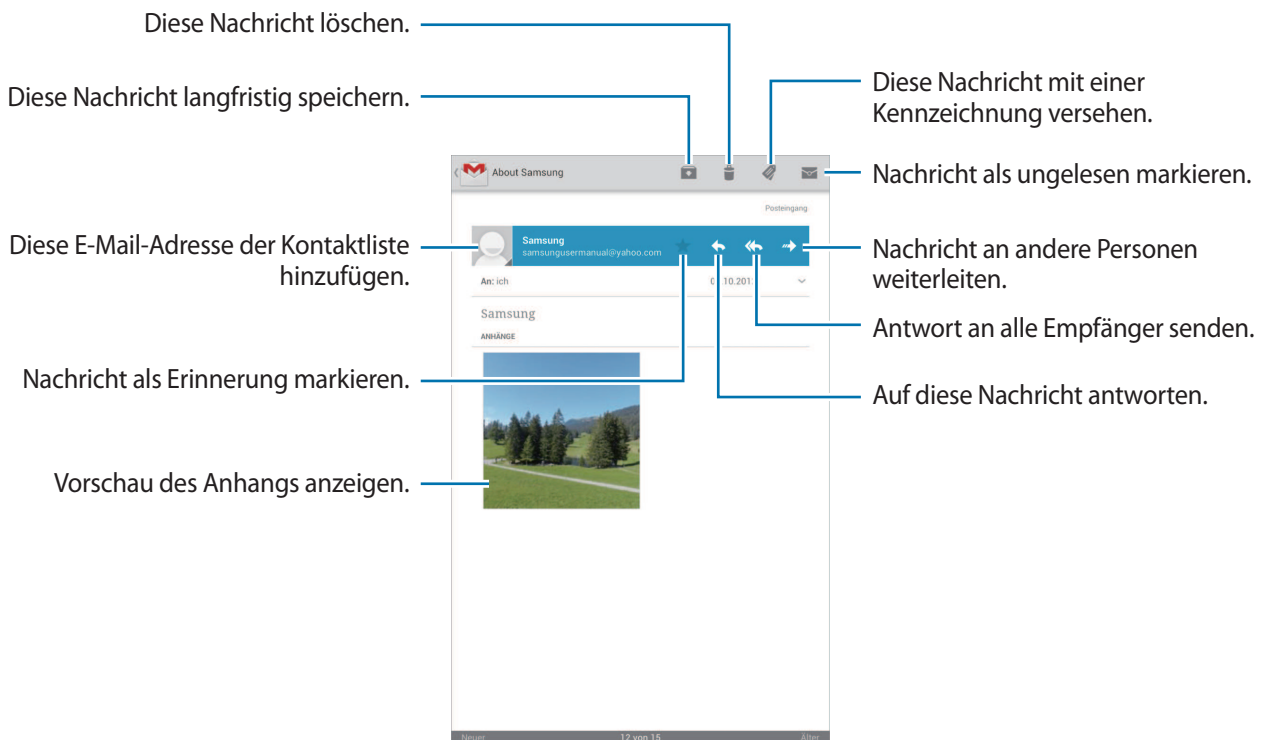 Diese Nachricht löschen.
Diese Nachricht langfristig speichern.
Diese Nachricht mit einer
Kennzeichnung versehen.
About Samsung
Nachricht als ungelesen markieren.
Posteingang
Diese E-Mail-Adresse der Kontaktliste
hinzufügen.
Samsung
samsungusermanual@yahoo.com
Nachricht an andere Personen
weiterleiten.
An: ich
Samsung
ANHÄNGE
Antwort an alle Empfänger senden.
Nachricht als Erinnerung markieren.
Auf diese Nachricht antworten.
Vorschau des Anhangs anzeigen.
Neuer 12 von 15 Älter